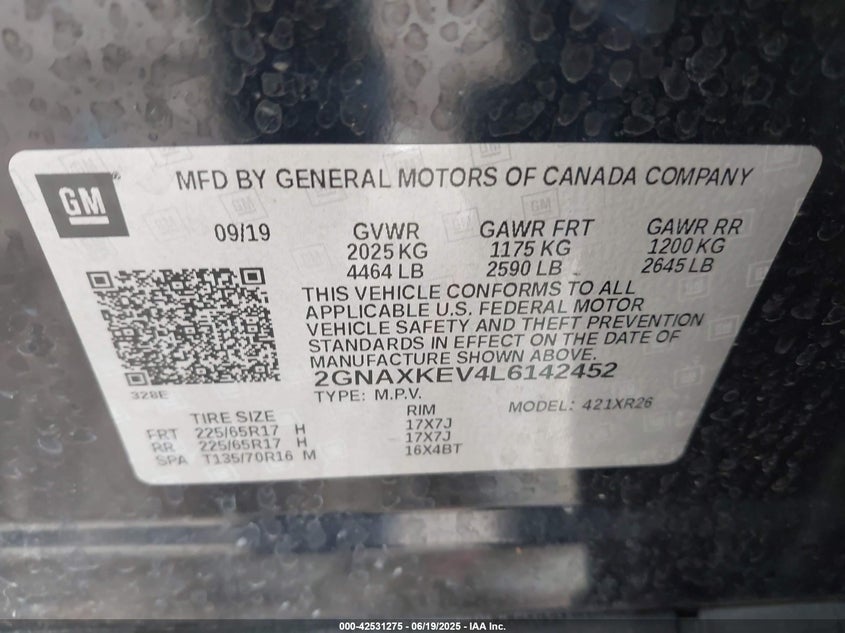 GM
MFD BY GENERAL MOTORS OF CANADA COMPANY
09/19 GVWR GAWR FRT GAWR RR
2025 KG 1175 KG 1200 KG
4464 LB 2590 LB 2645 LB
THIS VEHICLE CONFORMS TO ALL
APPLICABLE U.S. FEDERAL MOTOR
VEHICLE SAFETY AND THEFT PREVENTION
STANDARDS IN EFFECT ON THE DATE OF
MANUFACTURE SHOWN ABOVE.
2GNAXKEV4L6142452
328E
TYPE: M.P.V. MODEL: 421XR26
TIRE SIZE RIM
FRT 225/65R17 H 17X7J
RR 225/65R17 H 17X7J
SPA T135/70R16 M 16X4BT
000-42531275 - 06/19/2025 - IAA Inc.